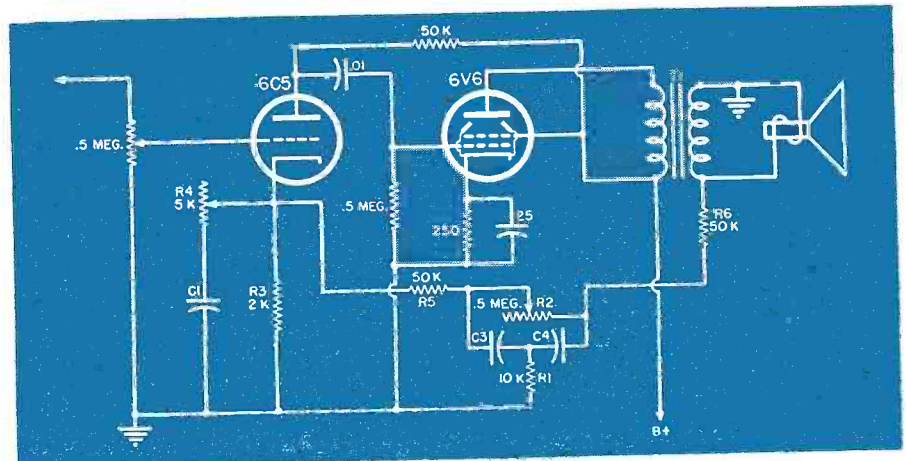 50 K
.01
6C5
6V6
.5 MEG.
R4
5 K
.5 MEG.
250
25
R6
50 K
C1
R3
2 K
50 K
R5
.5 MEG.
R2
C3
C4
10 K
R1
B+